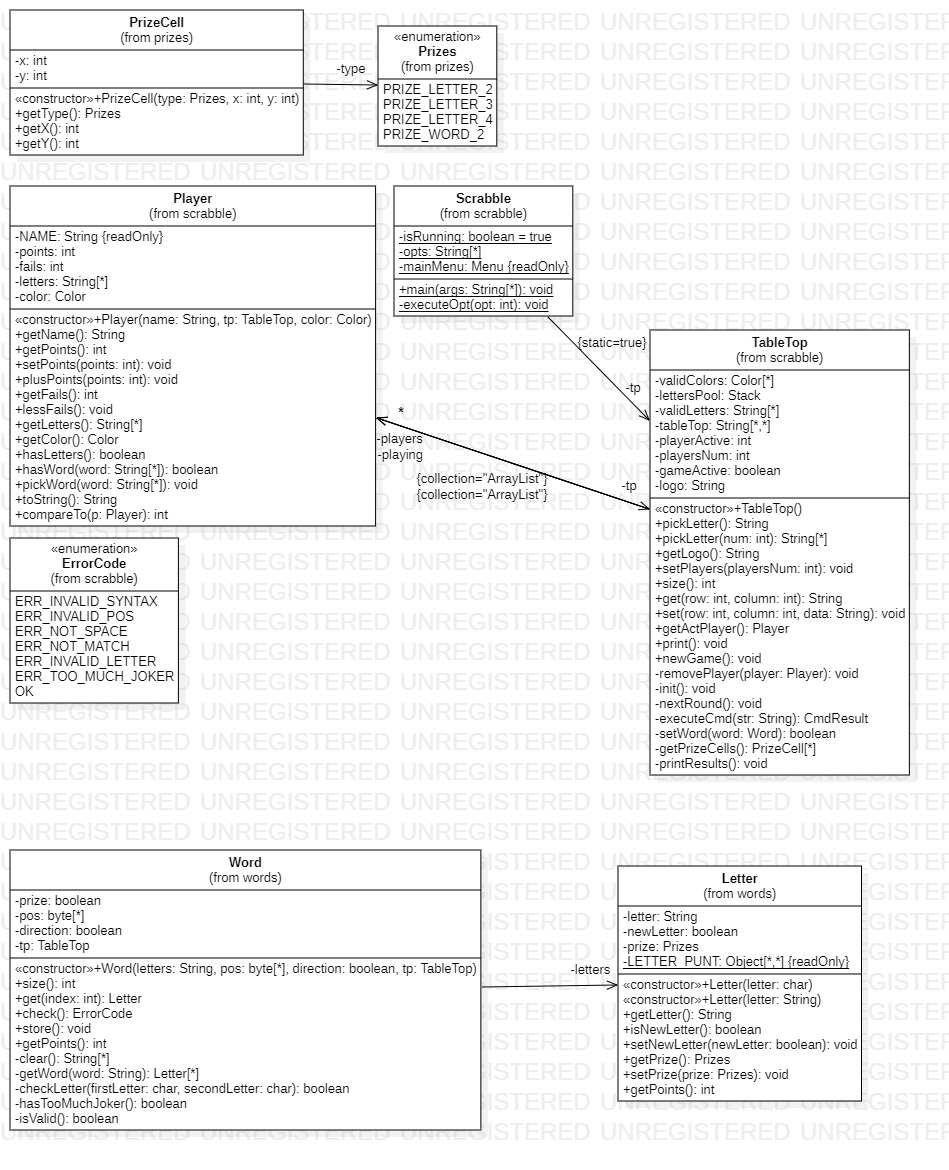 PrizeCell
(from prizes)
-x: int
-y: int
«constructor»+PrizeCell(type: Prizes, x: int, y: int)
+getType(): Prizes
+getX(): int
+getY(): int
-type
«enumeration»
Prizes
(from prizes)
PRIZE_LETTER_2
PRIZE_LETTER_3
PRIZE_LETTER_4
PRIZE_WORD_2
Player
(from scrabble)
-NAME: String {readOnly}
-points: int
-fails: int
-letters: String[*]
-color: Color
«constructor»+Player(name: String, tp: TableTop, color: Color)
+getName(): String
+getPoints(): int
+setPoints(points: int): void
+plusPoints(points: int): void
+getFails(): int
+lessFails(): void
+getLetters(): String[*]
+getColor(): Color
+hasLetters(): boolean
+hasWord(word: String[*]): boolean
+pickWord(word: String[*]): void
+toString(): String
+compareTo(p: Player): int
Scrabble
(from scrabble)
-isRunning: boolean = true
-opts: String[*]
-mainMenu: Menu {readOnly}
+main(args: String[*]): void
-executeOpt(opt: int): void
{static=true}
-tp
*
-players
-playing
{collection="ArrayList"}
{collection="ArrayList"}
-tp
TableTop
(from scrabble)
-validColors: Color[*]
-lettersPool: Stack
-validLetters: String[*]
-tableTop: String[*,*]
-playerActive: int
-playersNum: int
-gameActive: boolean
-logo: String
«constructor»+TableTop()
+pickLetter(): String
+pickLetter(num: int): String[*]
+getLogo(): String
+setPlayers(playersNum: int): void
+size(): int
+get(row: int, column: int): String
+set(row: int, column: int, data: String): void
+getActPlayer(): Player
+print(): void
+newGame(): void
-removePlayer(player: Player): void
-init(): void
-nextRound(): void
-executeCmd(str: String): CmdResult
-setWord(word: Word): boolean
-getPrizeCells(): PrizeCell[*]
-printResults(): void
«enumeration»
ErrorCode
(from scrabble)
ERR_INVALID_SYNTAX
ERR_INVALID_POS
ERR_NOT_SPACE
ERR_NOT_MATCH
ERR_INVALID_LETTER
ERR_TOO_MUCH_JOKER
OK
Word
(from words)
-prize: boolean
-pos: byte[*]
-direction: boolean
-tp: TableTop
«constructor»+Word(letters: String, pos: byte[*], direction: boolean, tp: TableTop)
+size(): int
+get(index: int): Letter
+check(): ErrorCode
+store(): void
+getPoints(): int
-clear(): String[*]
-getWord(word: String): Letter[*]
-checkLetter(firstLetter: char, secondLetter: char): boolean
-hasTooMuchJoker(): boolean
-isValid(): boolean
-letters
Letter
(from words)
-letter: String
-newLetter: boolean
-prize: Prizes
-LETTER_PUNT: Object[*,*] {readOnly}
«constructor»+Letter(letter: char)
«constructor»+Letter(letter: String)
+getLetter(): String
+isNewLetter(): boolean
+setNewLetter(newLetter: boolean): void
+getPrize(): Prizes
+setPrize(prize: Prizes): void
+getPoints(): int